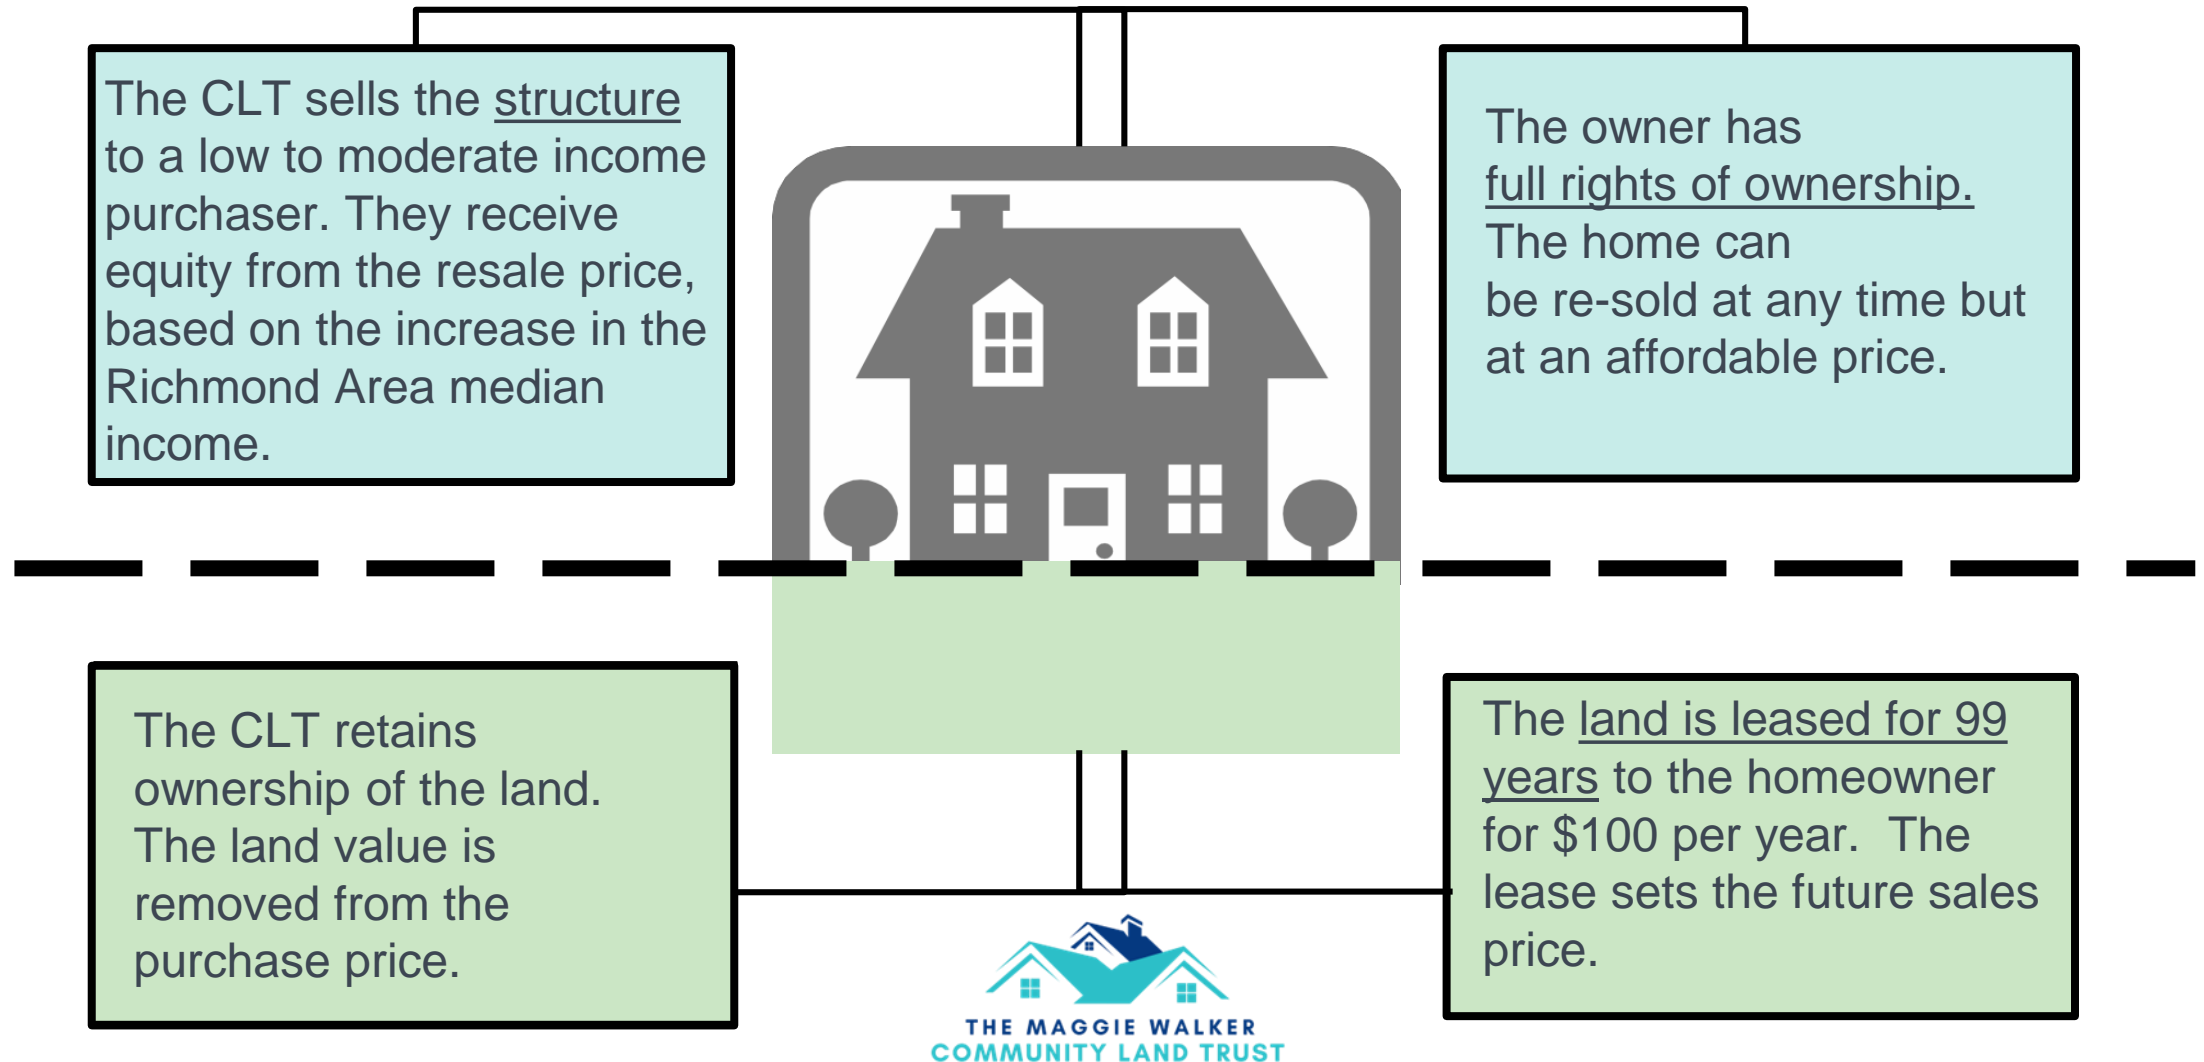 The CLT sells the structure
to a low to moderate income
purchaser. They receive
equity from the resale price,
based on the increase in the
Richmond Area median
income.
The owner has
full rights of ownership.
The home can
be re-sold at any time but
at an affordable price.
The CLT retains
ownership of the land.
The land value is
removed from the
purchase price.
The land is leased for 99
years to the homeowner
for $100 per year.  The
lease sets the future sales
price.
THE MAGGIE WALKER
COMMUNITY LAND TRUST